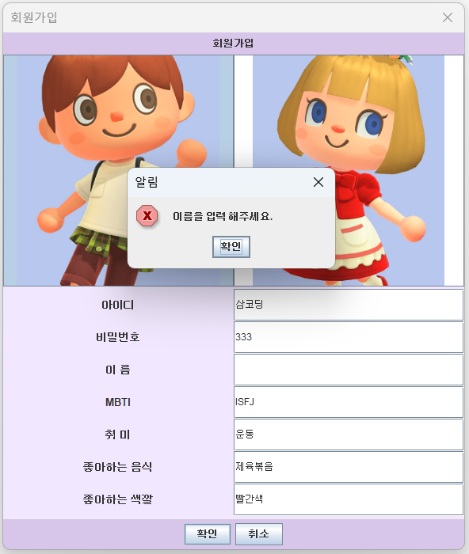 회원가입
회원가입
알림
이름을 입력 해주세요.
확인
아이디 삼코딩
비밀번호 333
이 름
MBTI ISFJ
취 미 운동
좋아하는 음식 제육볶음
좋아하는 색깔 빨간색
확인 취소